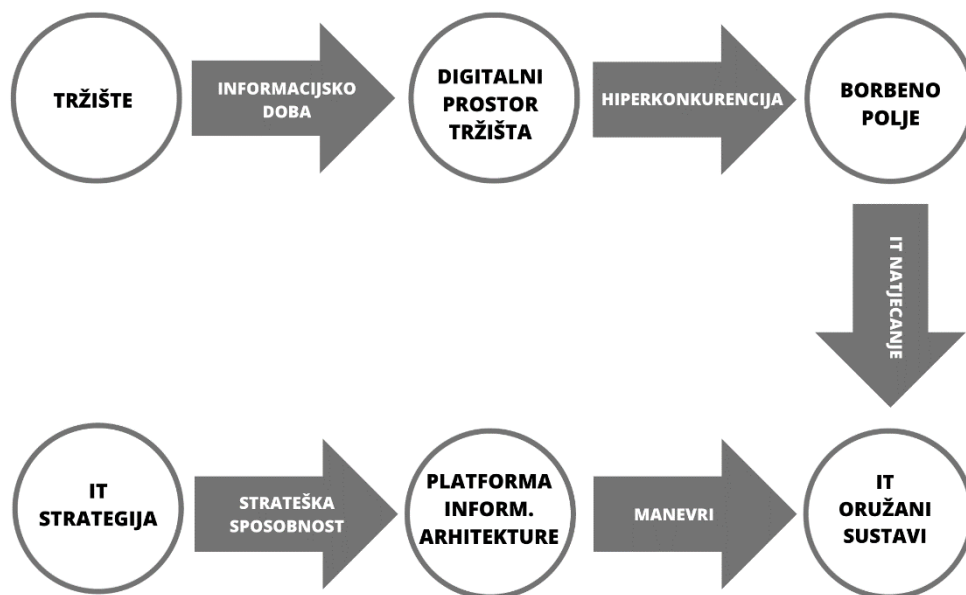 TRŽIŠTE
INFORMACIJSKO
DOBA
DIGITALNI
PROSTOR
TRŽIŠTA
HIPERKONKURENCIJA
BORBENO
POLJE
IT NATJECANJE
IT
STRATEGIJA
STRATEŠKA
SPOSOBNOST
PLATFORMA
INFORM.
ARHITEKTURE
MANEVRI
IT
ORUŽANI
SUSTAVI